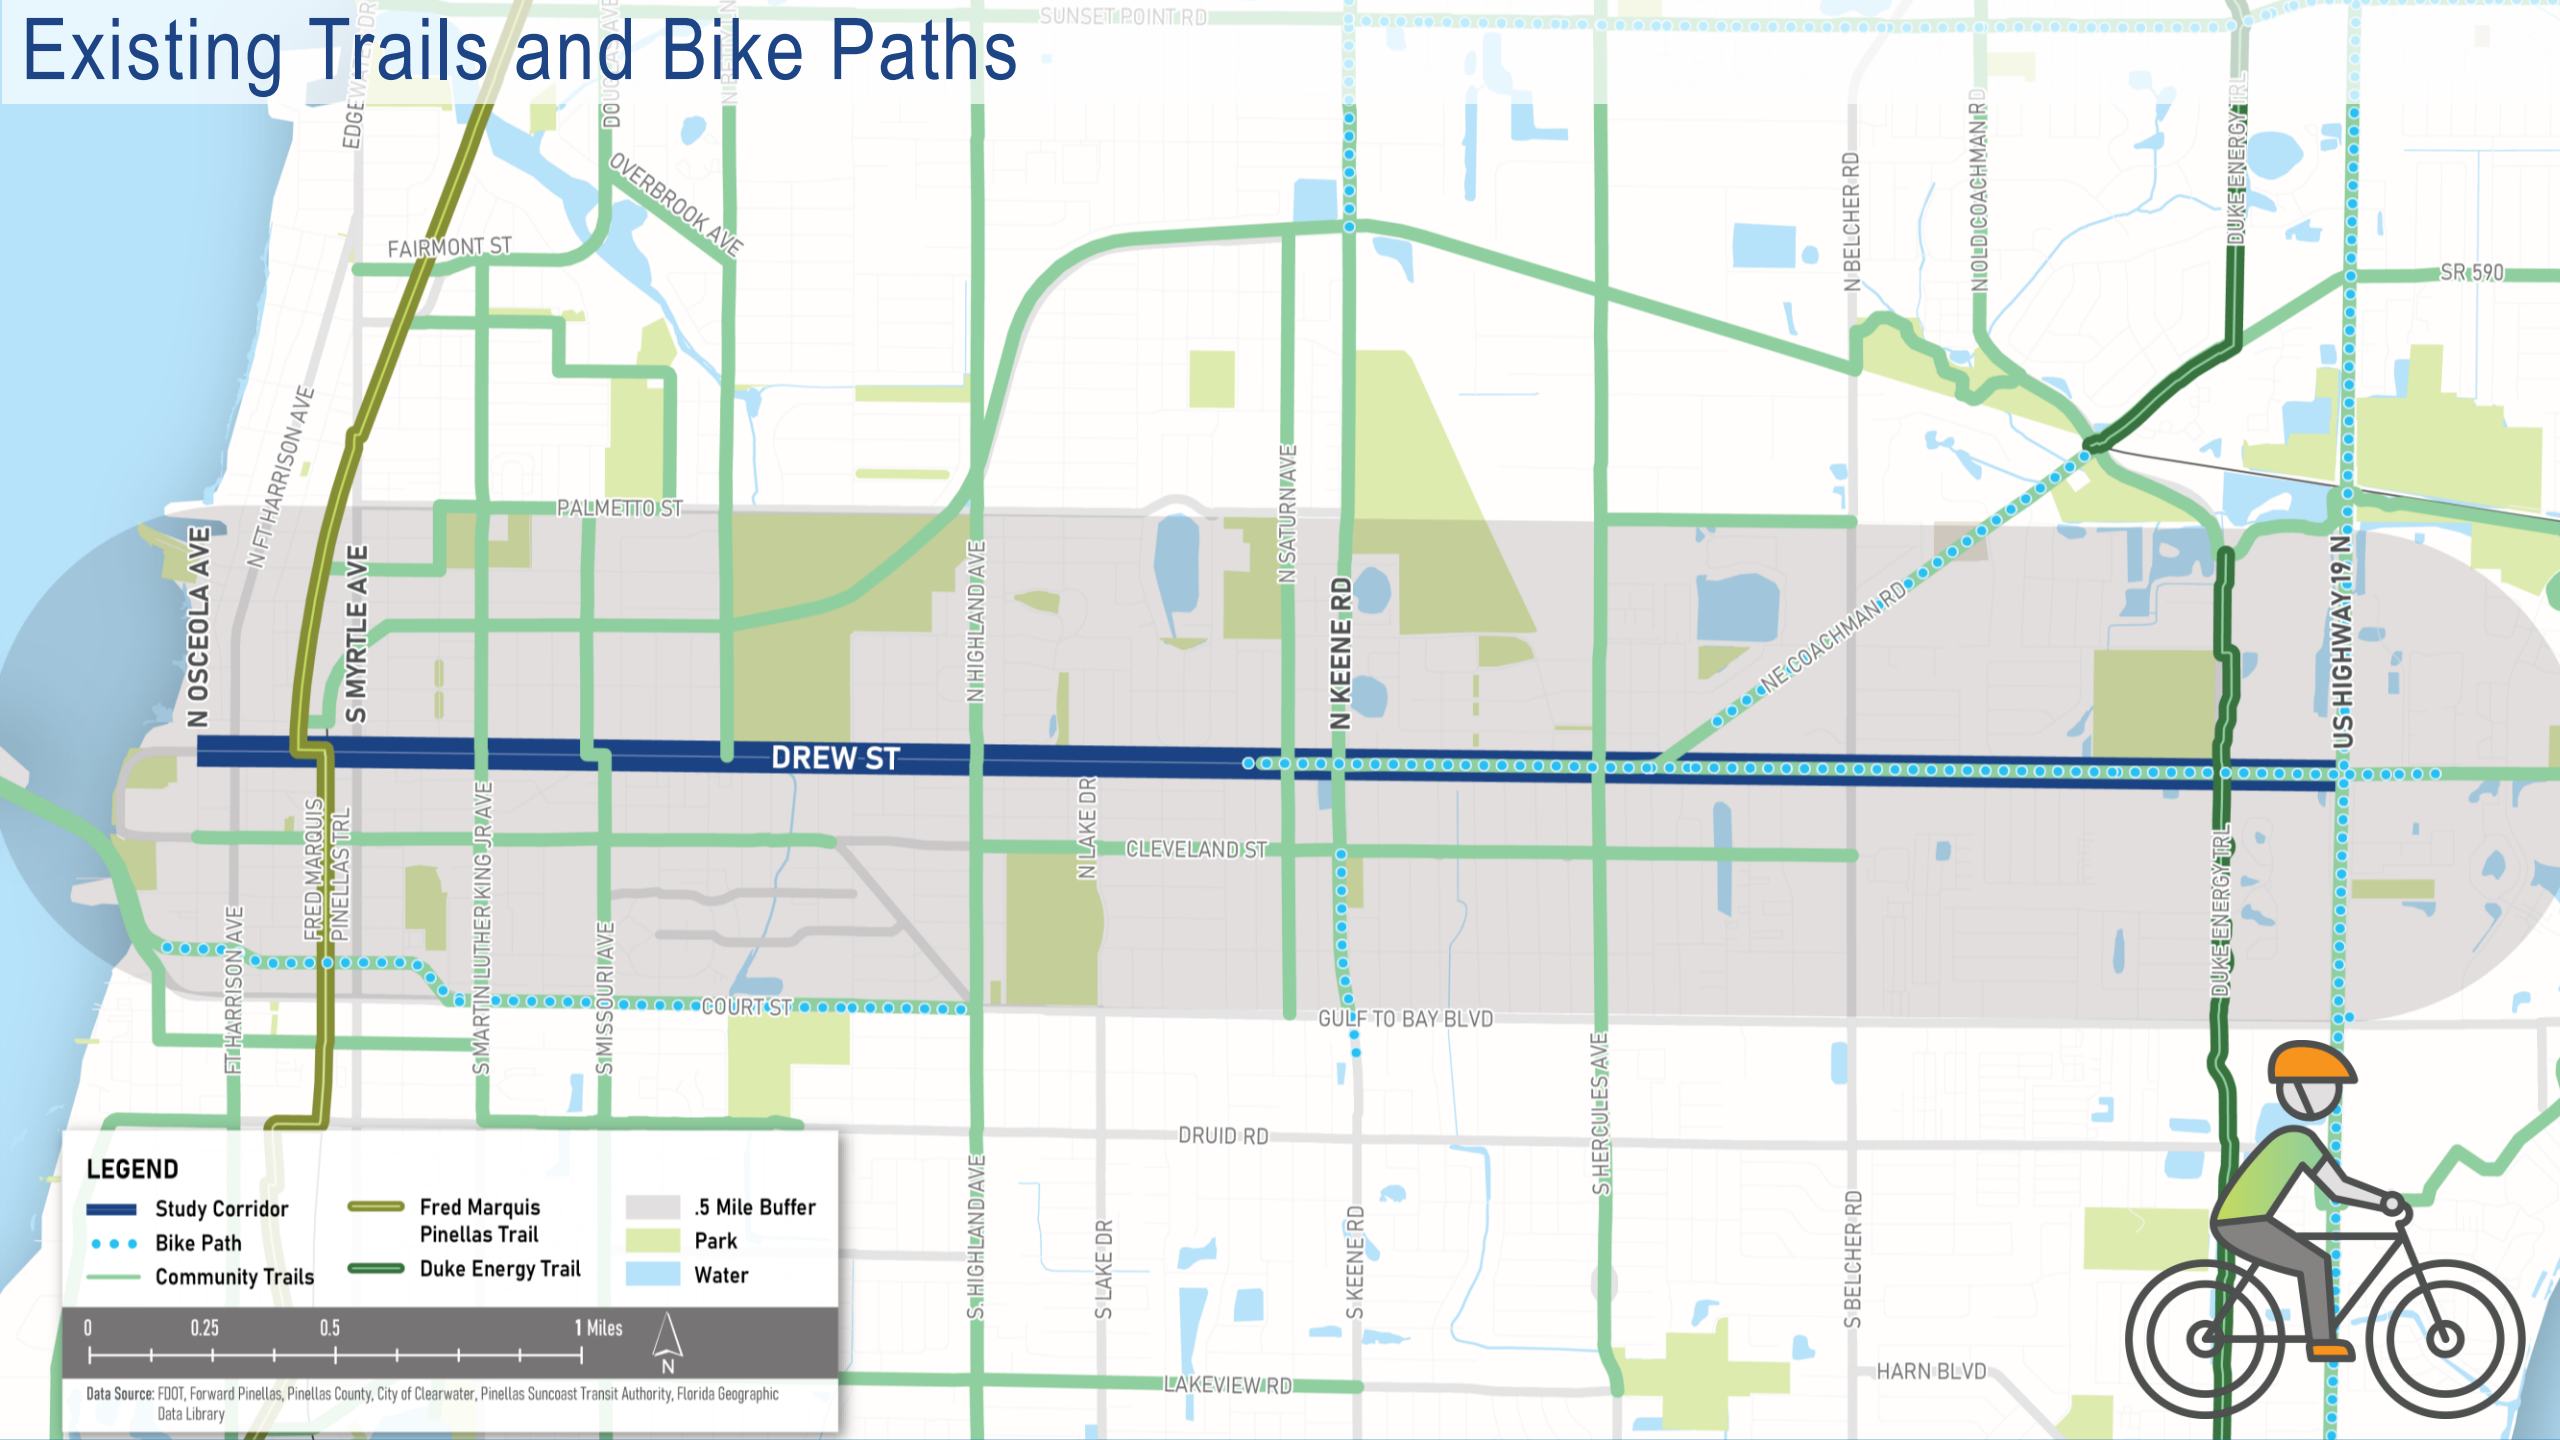 Existing Trails and Bike Paths
SUNSET POINT RD
EDGEWATER DR
DOUGLAS AVE
OVERBROOK AVE
FAIRMONT ST
N BELCHER RD
N OLD COACHMAN RD
DUKE ENERGY TRL
SR 590
N FT HARRISON AVE
PALMETTO ST
N OSCEOLA AVE
S MYRTLE AVE
N HIGHLAND AVE
N SATURN AVE
N KEENE RD
NE COACHMAN RD
US HIGHWAY 19 N
DREW ST
FRED MARQUIS
PINELLAS TRL
S MARTIN LUTHER KING JR AVE
N LAKE DR
CLEVELAND ST
DUKE ENERGY TRL
FT HARRISON AVE
S MISSOURI AVE
COURT ST
GULF TO BAY BLVD
S HERCULES AVE
DRUID RD
S HIGHLAND AVE
S LAKE DR
S KEENE RD
S BELCHER RD
HARN BLVD
LAKEVIEW RD
LEGEND
Study Corridor
Bike Path
Community Trails
Fred Marquis
Pinellas Trail
Duke Energy Trail
.5 Mile Buffer
Park
Water
0 0.25 0.5 1 Miles
N
Data Source: FDOT, Forward Pinellas, Pinellas County, City of Clearwater, Pinellas Suncoast Transit Authority, Florida Geographic
Data Library